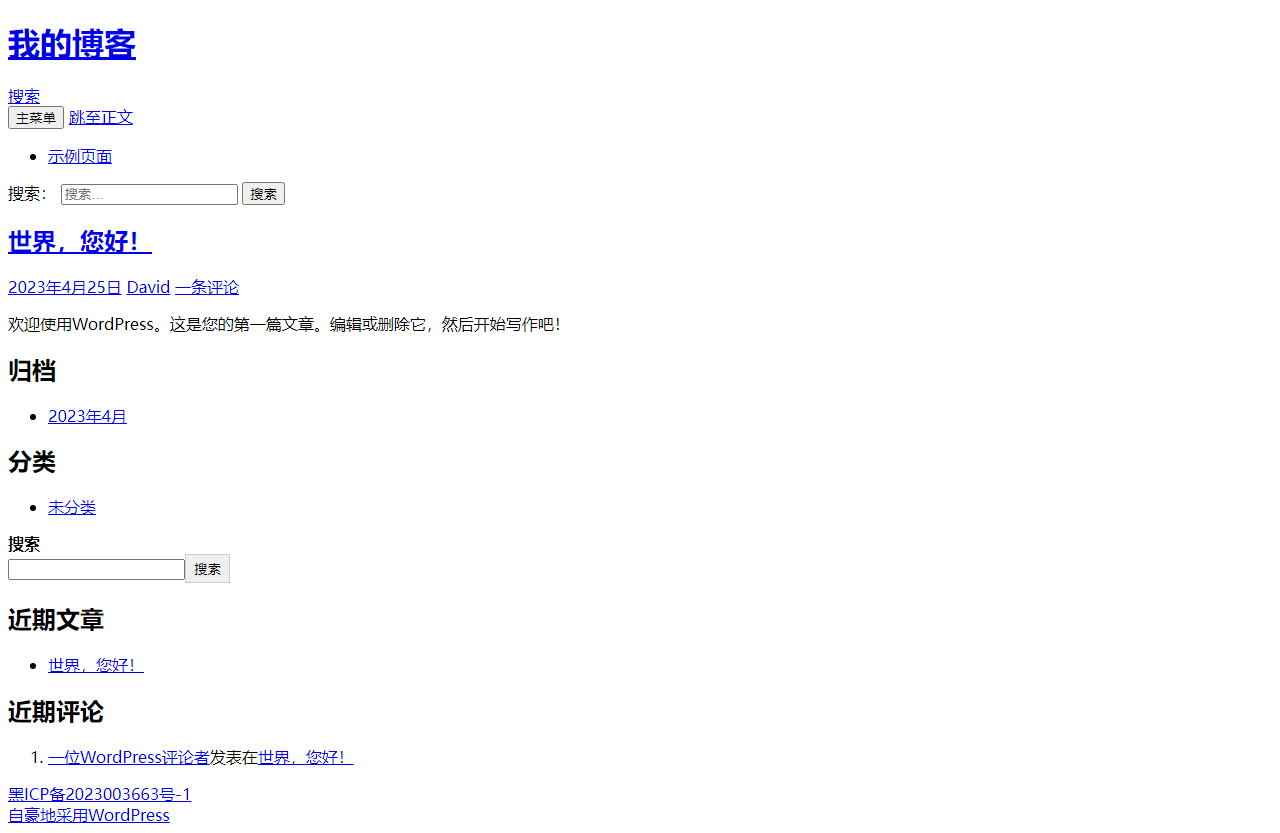 我的博客
搜索
主菜单 跳至正文
示例页面
搜索： 搜索… 搜索
世界，您好！
2023年4月25日 David 一条评论
欢迎使用WordPress。这是您的第一篇文章。编辑或删除它，然后开始写作吧！
归档
2023年4月
分类
未分类
搜索
搜索
近期文章
世界，您好！
近期评论
1. 一位WordPress评论者发表在世界，您好！
黑ICP备2023003663号-1
自豪地采用WordPress